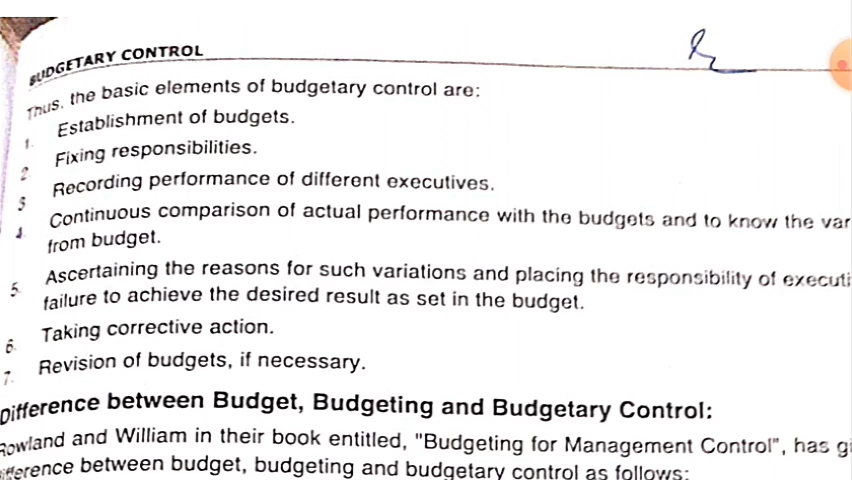 BUDGETARY CONTROL
Thus, the basic elements of budgetary control are:
1. Establishment of budgets.
2. Fixing responsibilities.
3. Recording performance of different executives.
4. Continuous comparison of actual performance with the budgets and to know the var
from budget.
5. Ascertaining the reasons for such variations and placing the responsibility of executi
failure to achieve the desired result as set in the budget.
6. Taking corrective action.
7. Revision of budgets, if necessary.
Difference between Budget, Budgeting and Budgetary Control:
Rowland and William in their book entitled, "Budgeting for Management Control", has gi
ifference between budget, budgeting and budgetary control as follows: